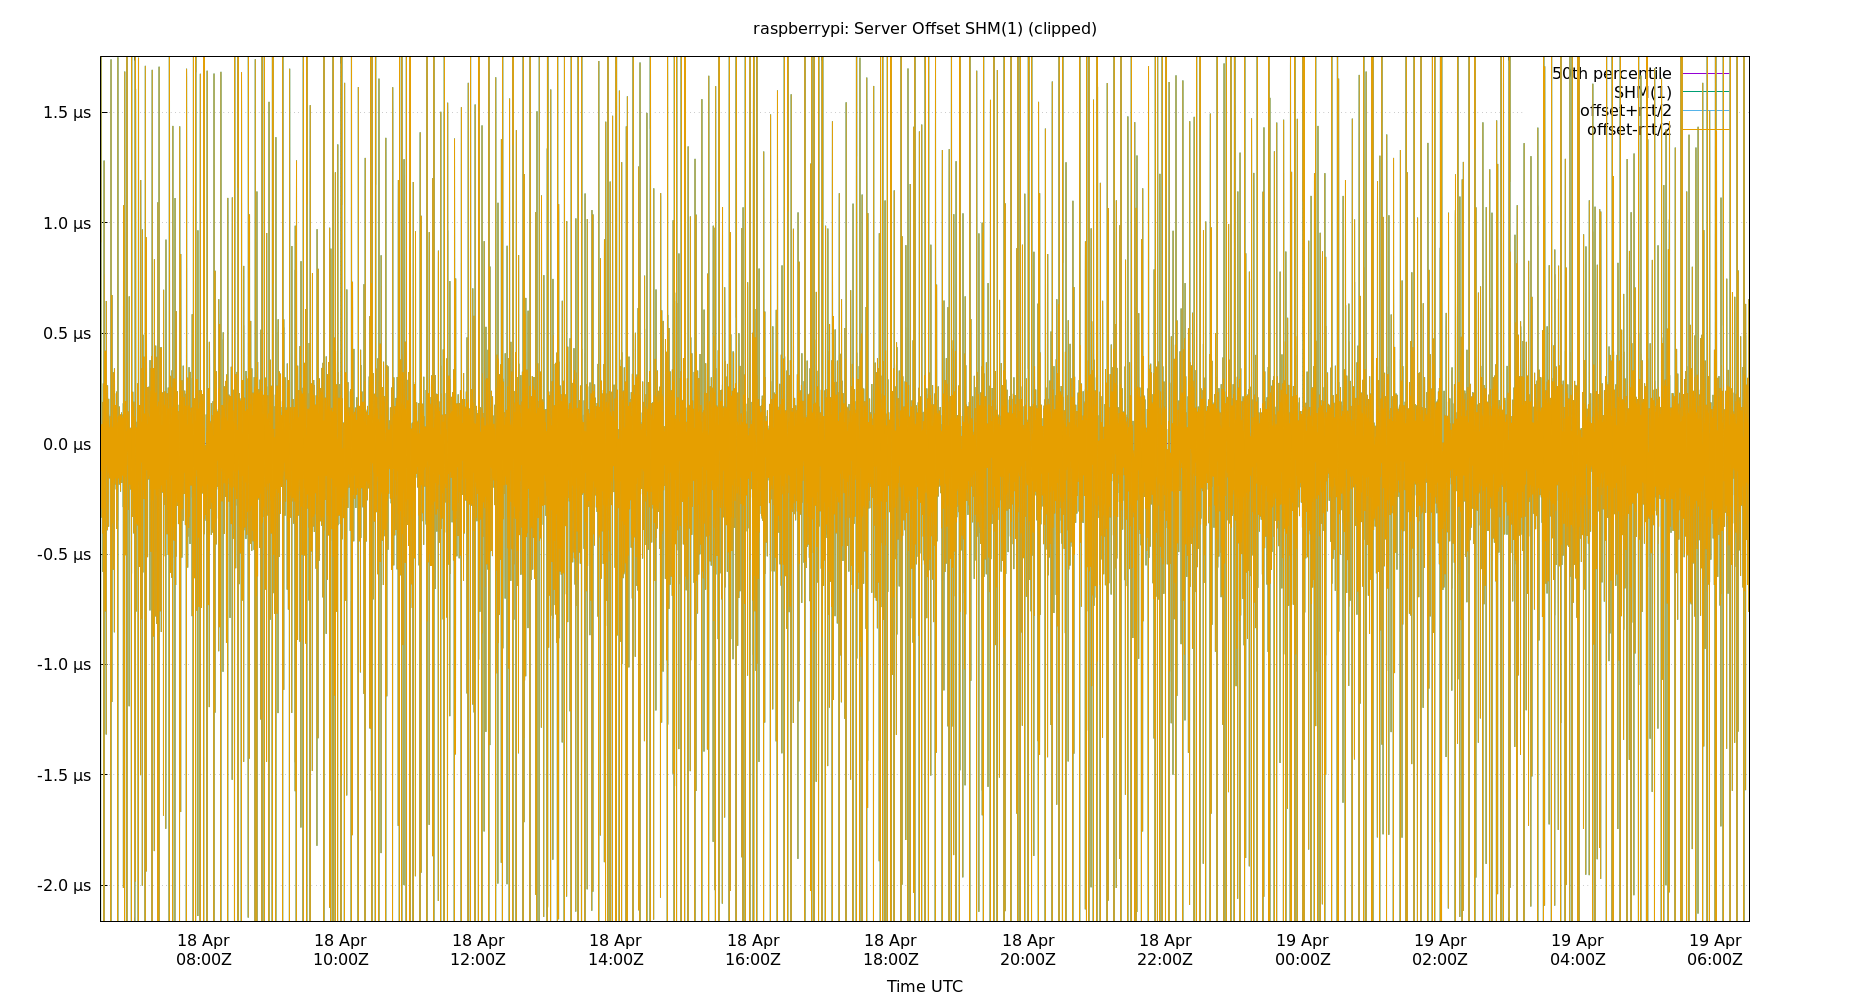 raspberrypi: Server Offset SHM(1) (clipped)
50th percentile
SHM(1)
offset+rtt/2
offset-rtt/2
1.5 µs
1.0 µs
0.5 µs
0.0 µs
-0.5 µs
-1.0 µs
-1.5 µs
-2.0 µs
18 Apr 18 Apr 18 Apr 18 Apr 18 Apr 18 Apr 18 Apr 18 Apr 19 Apr 19 Apr 19 Apr 19 Apr
08:00Z 10:00Z 12:00Z 14:00Z 16:00Z 18:00Z 20:00Z 22:00Z 00:00Z 02:00Z 04:00Z 06:00Z
Time UTC